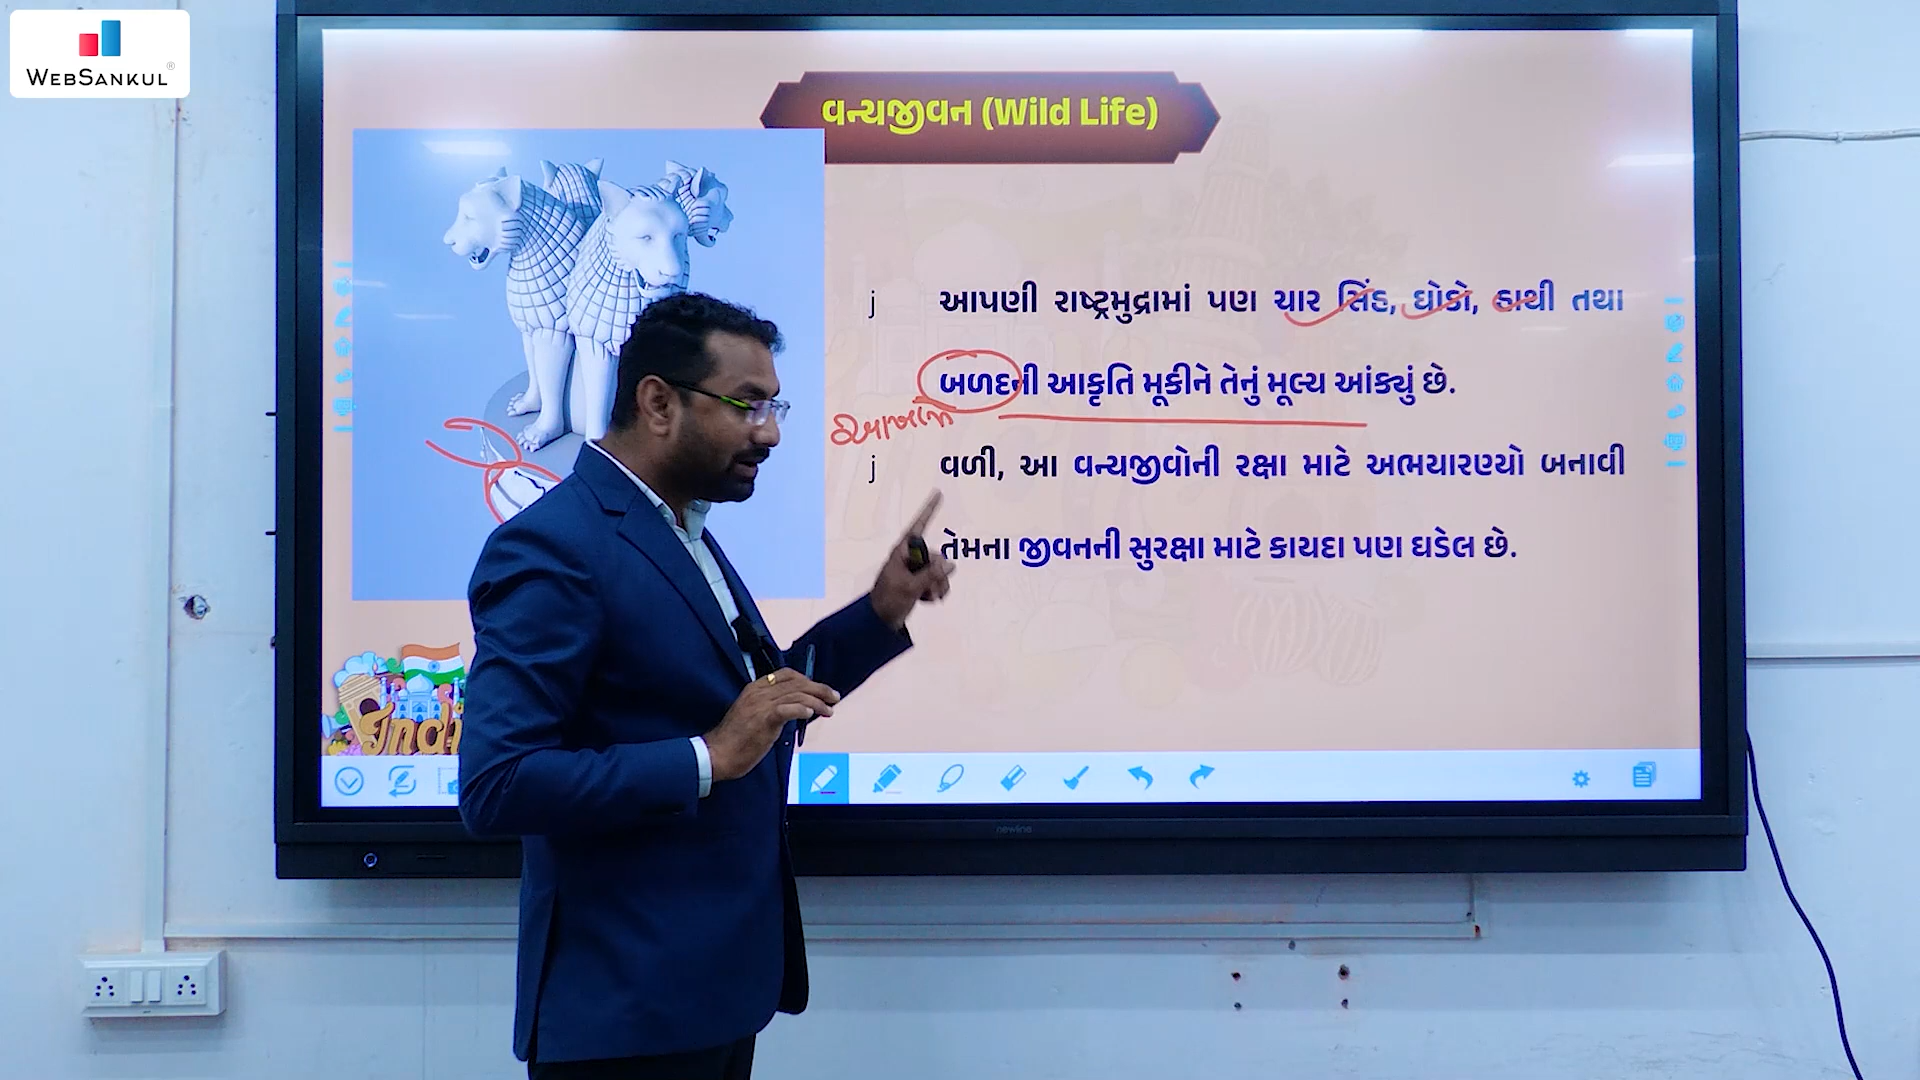 WEBSANKUL
વન્યજીવન (Wild Life)
j આપણી રાષ્ટ્રમુદ્રામાં પણ ચાર સિંહ, ઘોડો, હાથી તથા
બળદની આકૃતિ મૂકીને તેનું મૂલ્ય આંક્યું છે.
j વળી, આ વન્યજીવોની રક્ષા માટે અભયારણ્યો બનાવી
તેમના જીવનની સુરક્ષા માટે કાયદા પણ ઘડેલ છે.
newline